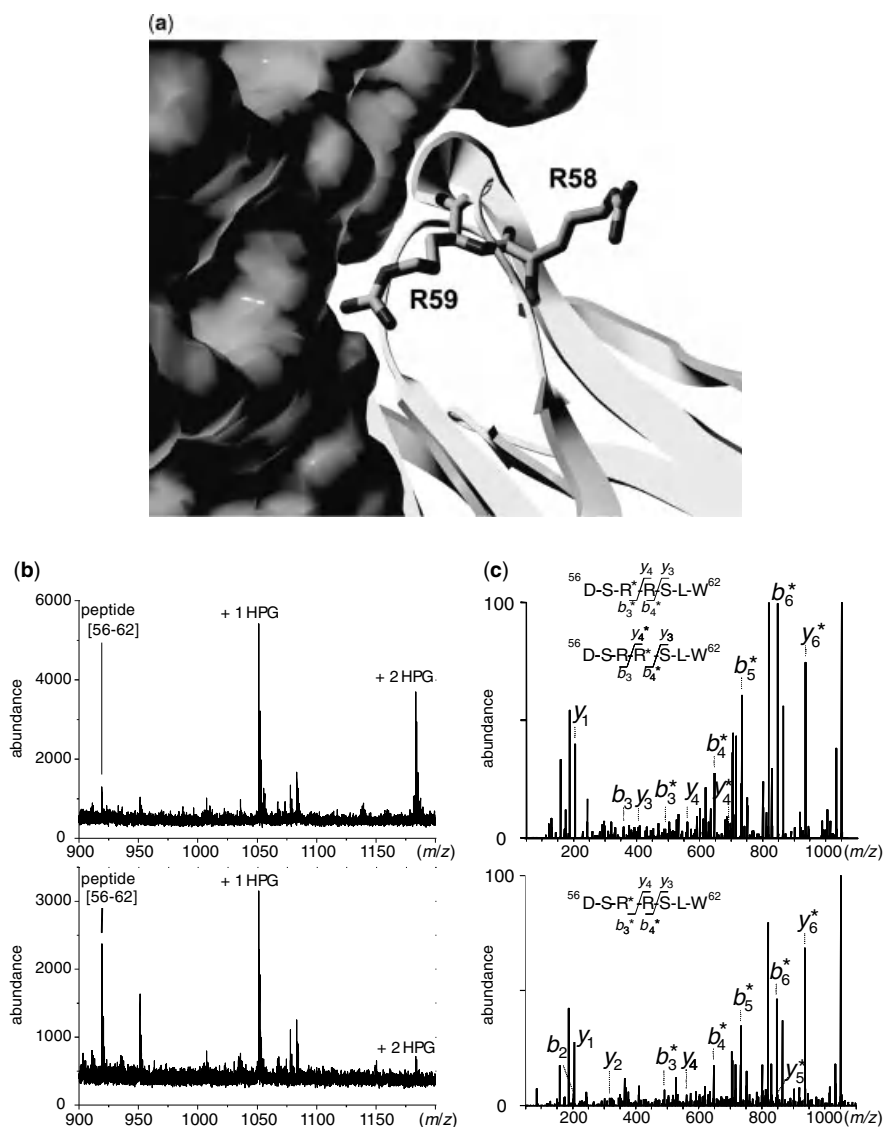 (a)
R58
R59
(b)
6000
peptide
[56-62]
+ 1 HPG
+ 2 HPG
4000
2000
0
abundance
900 950 1000 1050 1100 1150 (m/z)
peptide
[56-62]
+ 1 HPG
3000
2000
1000
0
abundance
+ 2 HPG
900 950 1000 1050 1100 1150 (m/z)
(c)
100
0
abundance
y4 y3
56 D-S-R*-R-S-L-W62
b3* b4*
y4* y3
56 D-S-R-R*-S-L-W62
b3 b4*
y1
b3
y3
b3*
y4
y4*
b4*
b5*
b6*
y6*
200 400 600 800 1000 (m/z)
100
0
abundance
y4 y3
56 D-S-R*-R-S-L-W62
b3* b4*
b2
y1
y2
b3*
y4
b4*
b5*
b6*
y5*
y6*
200 400 600 800 1000 (m/z)